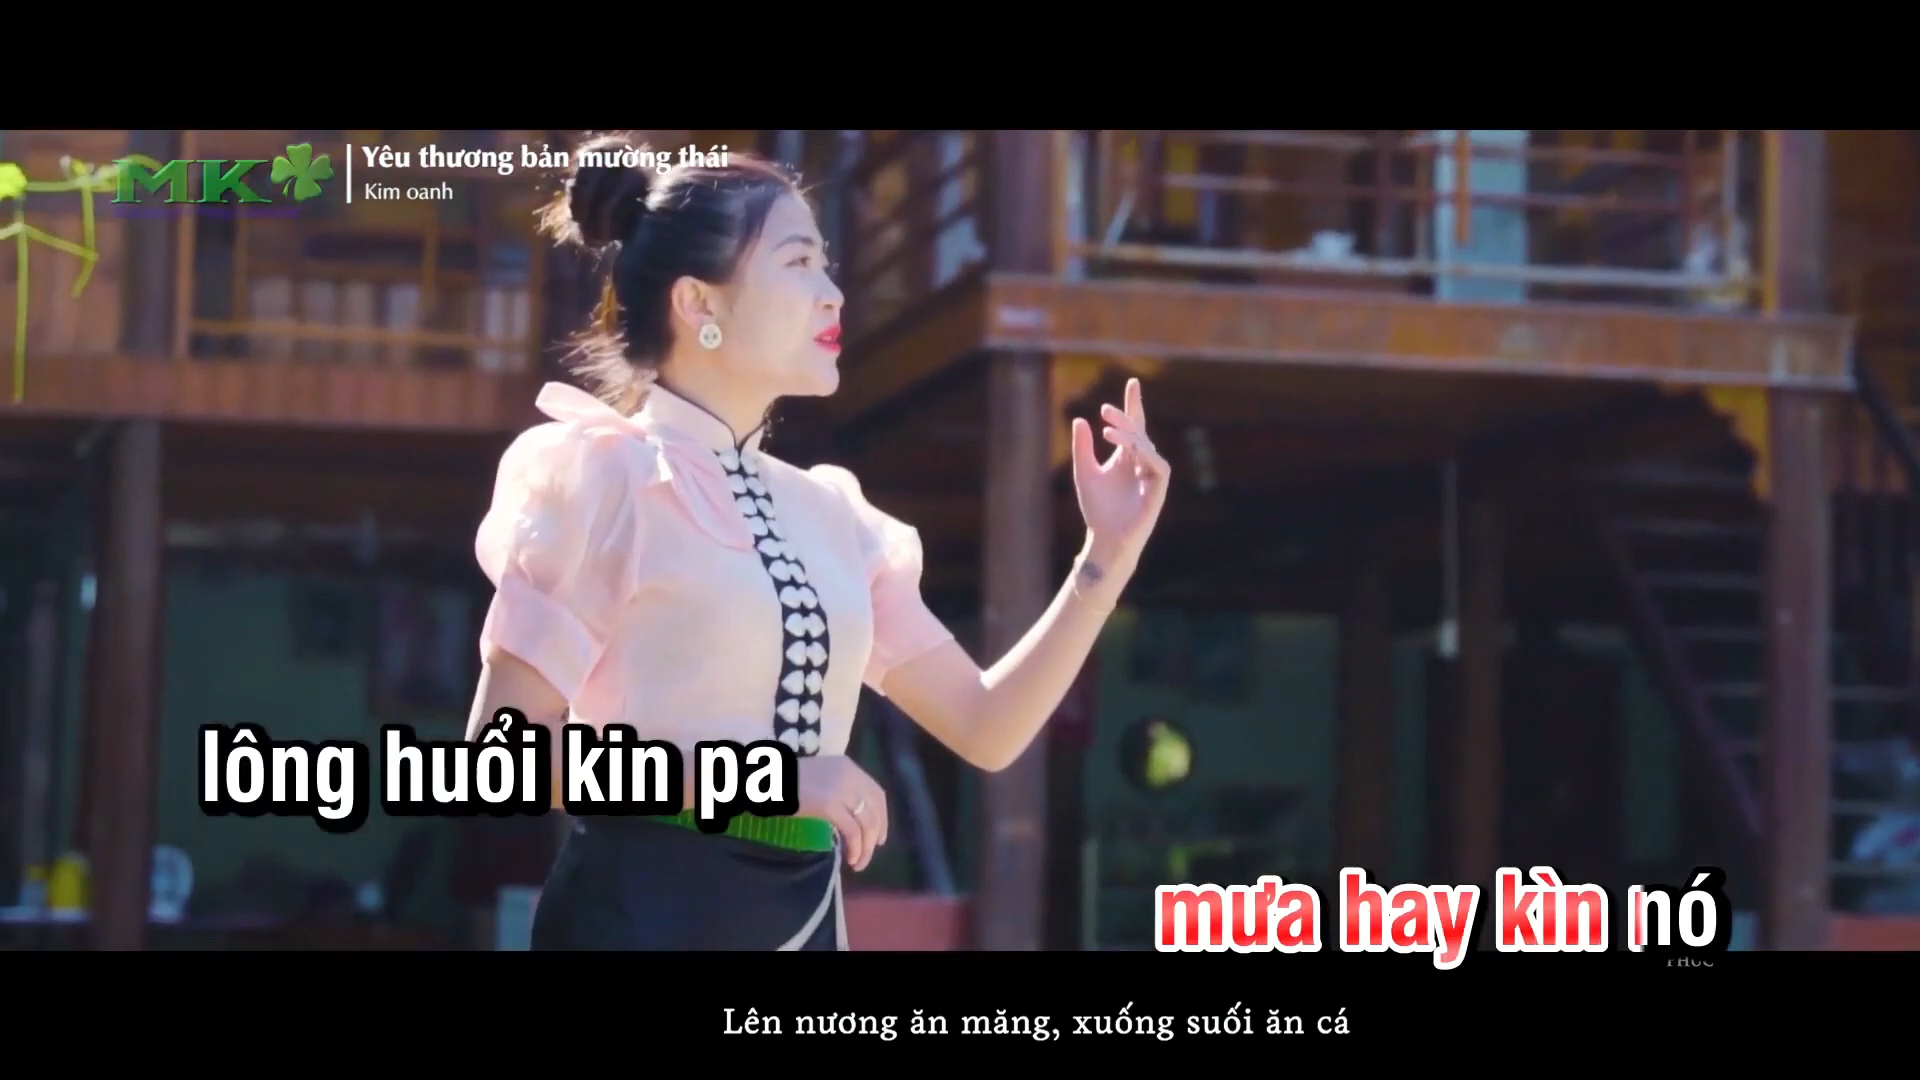 MK
Yêu thương bản mường thái
Kim oanh
lông huổi kin pa
mưa hay kìn nó
PHÚC
Lên nương ăn măng, xuống suối ăn cá